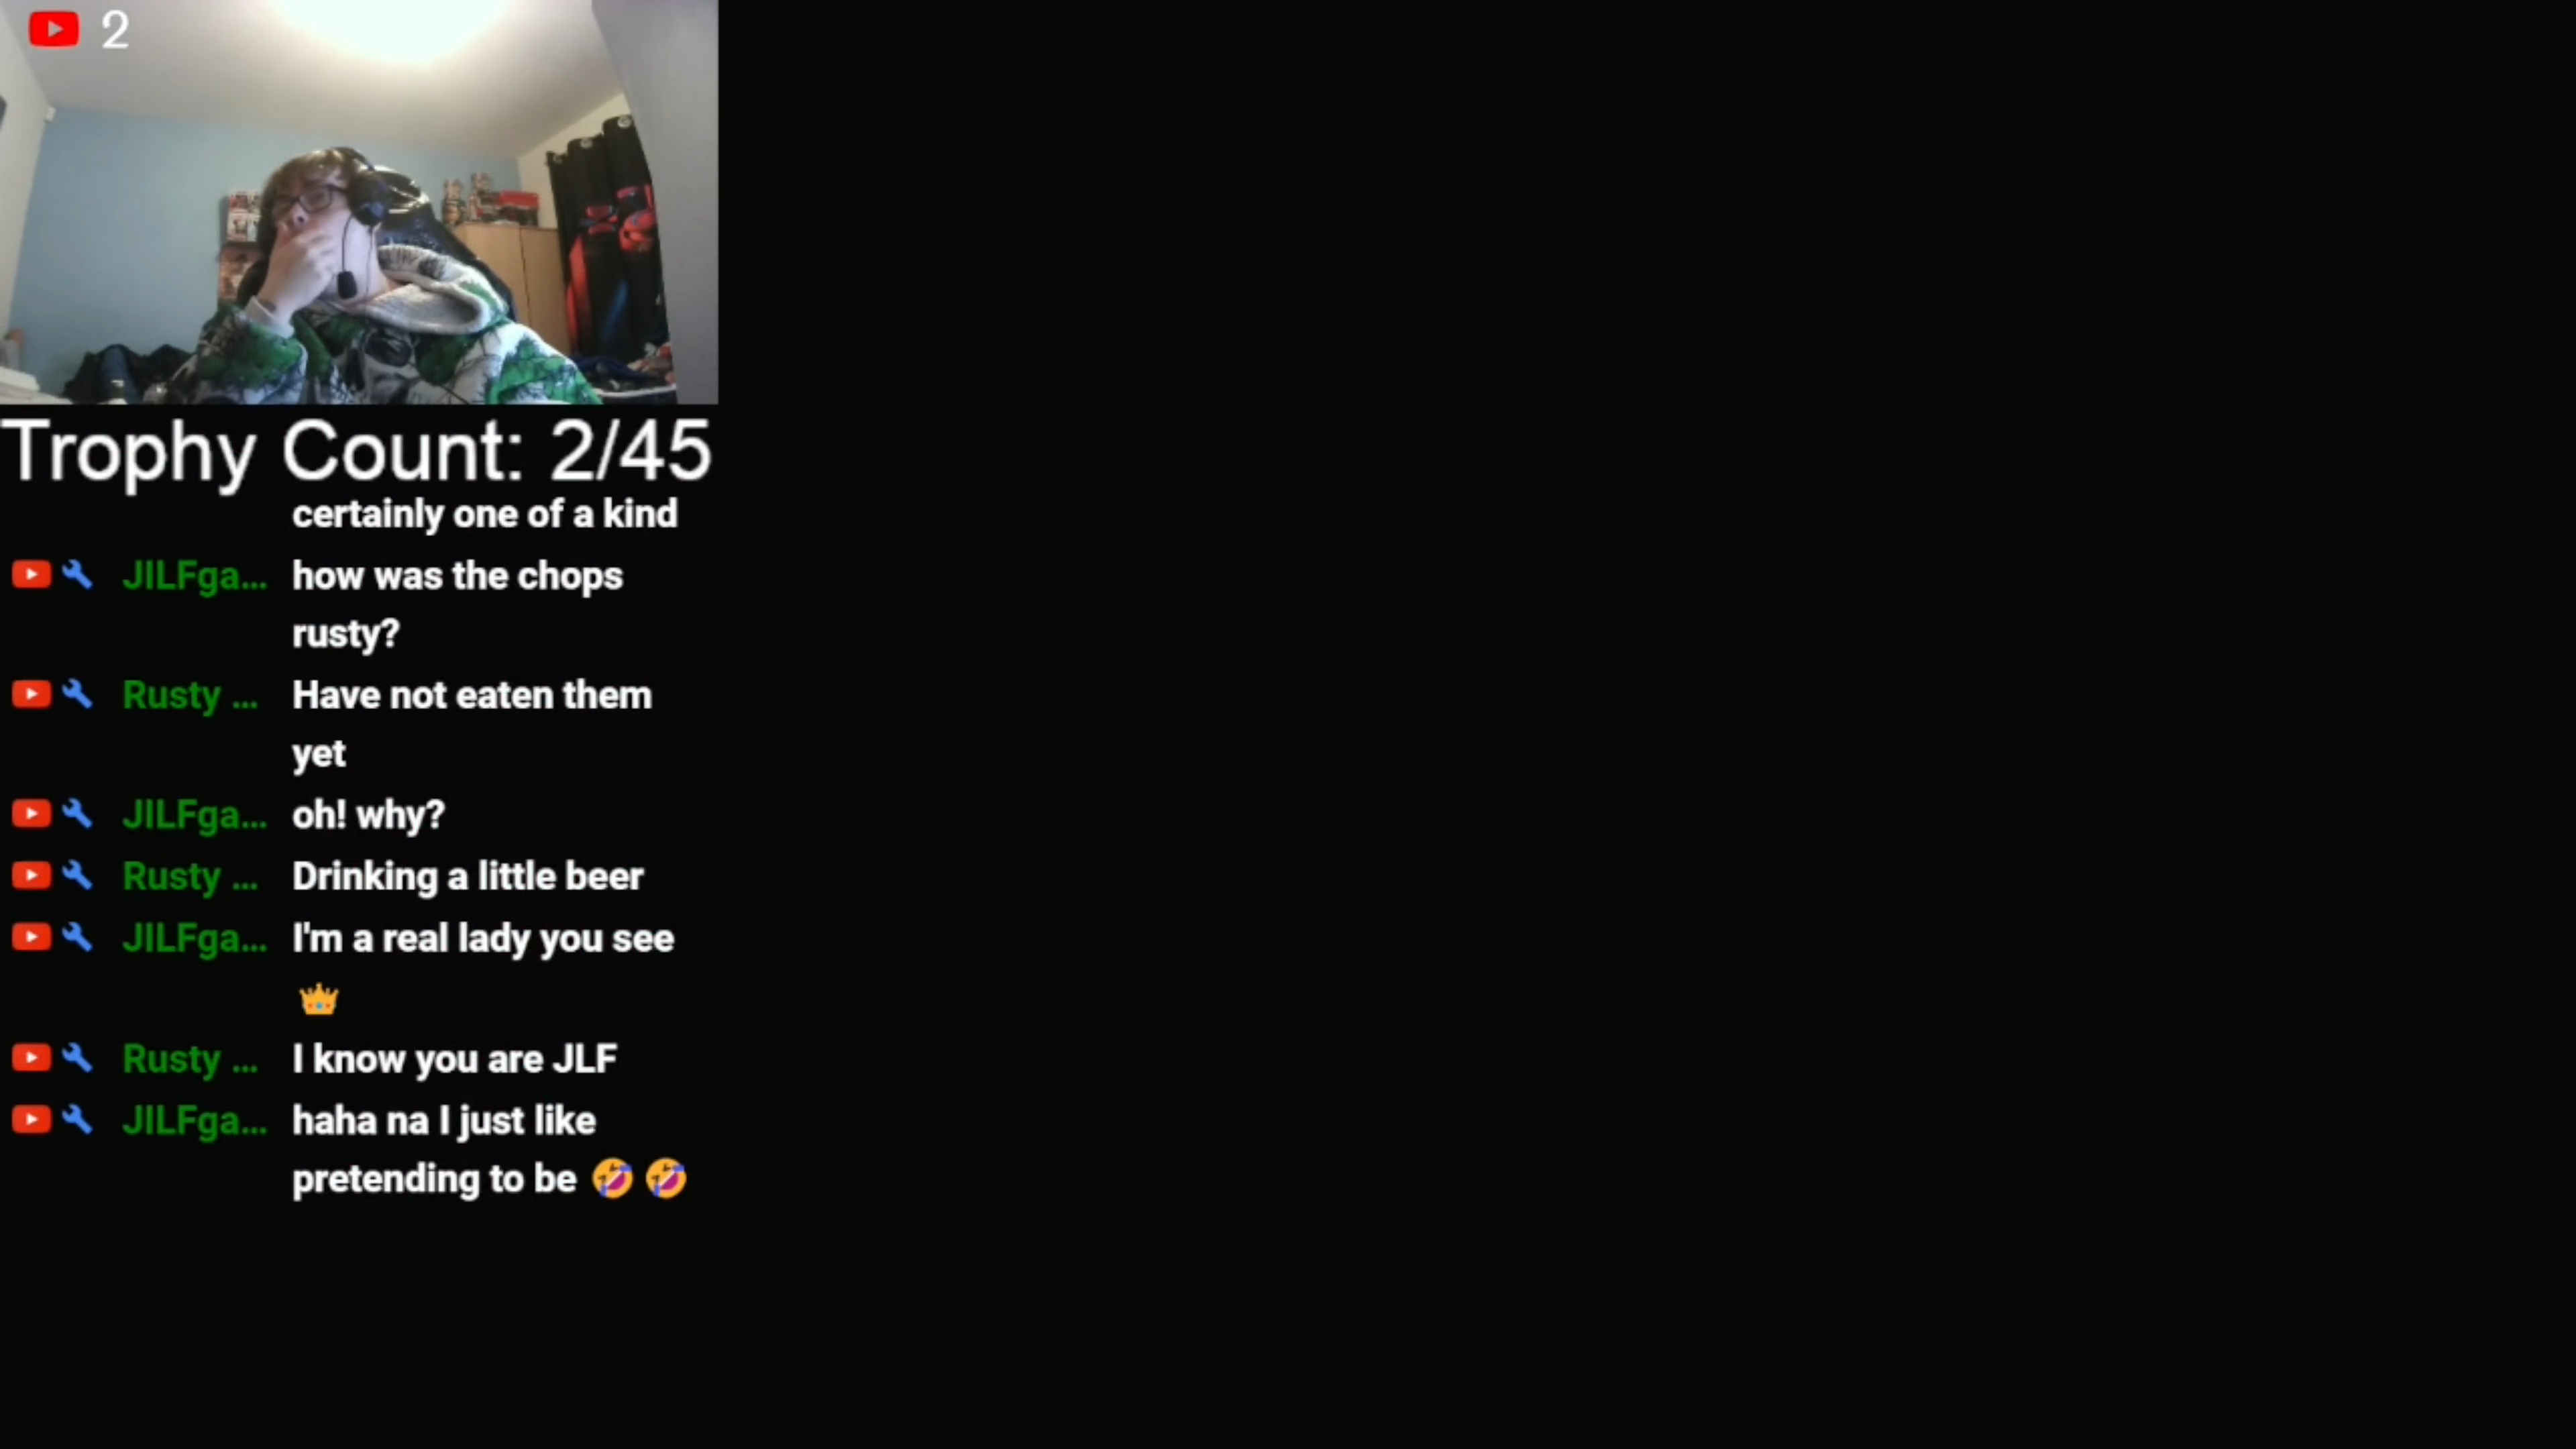 2
Trophy Count: 2/45
certainly one of a kind
JILFga... how was the chops
rusty?
Rusty ... Have not eaten them
yet
JILFga... oh! why?
Rusty ... Drinking a little beer
JILFga... I'm a real lady you see
👑
Rusty ... I know you are JLF
JILFga... haha na I just like
pretending to be 🤣 🤣